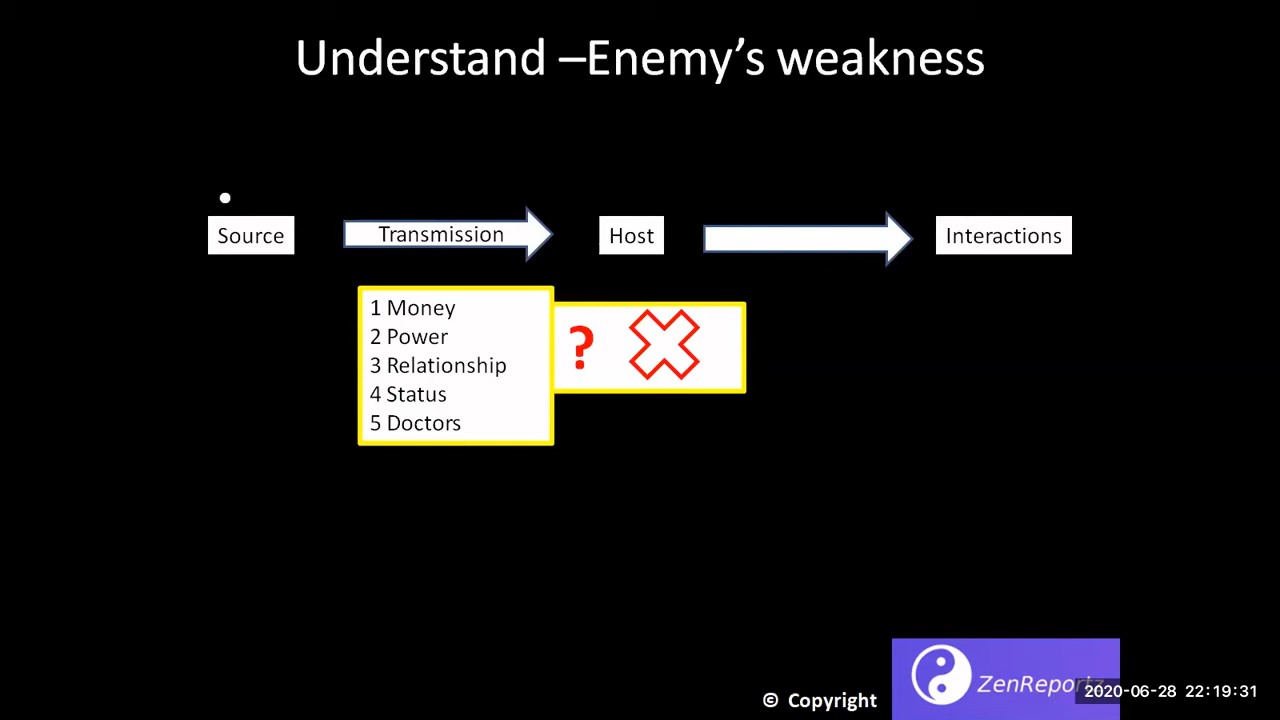 Understand –Enemy's weakness
Source
Transmission
Host
Interactions
1 Money
2 Power
3 Relationship
4 Status
5 Doctors
?
© Copyright
ZenReportz
2020-06-28 22:19:31